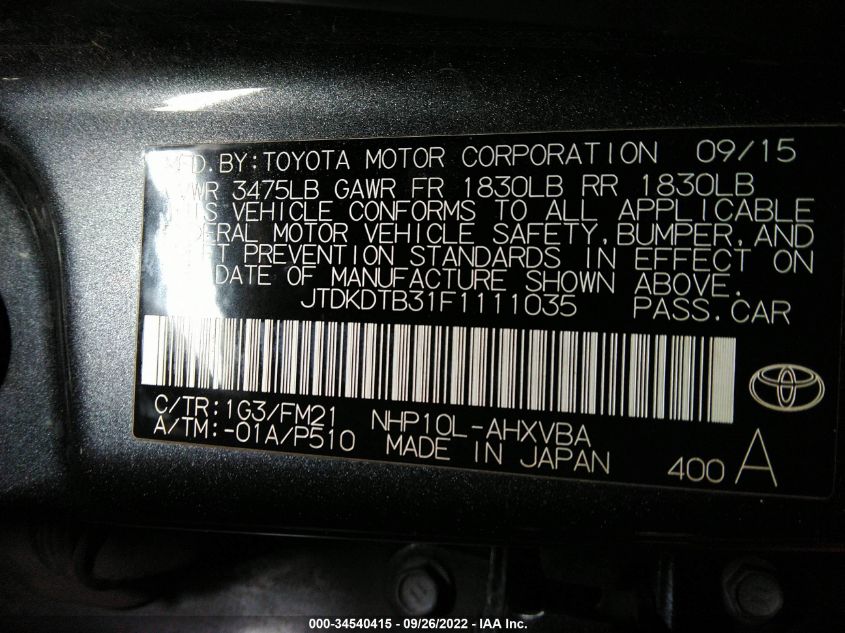 MFD.BY:TOYOTA MOTOR CORPORATION 09/15
GVWR 3475LB GAWR FR 1830LB RR 1830LB
THIS VEHICLE CONFORMS TO ALL APPLICABLE
FEDERAL MOTOR VEHICLE SAFETY,BUMPER,AND
THEFT PREVENTION STANDARDS IN EFFECT ON
THE DATE OF MANUFACTURE SHOWN ABOVE.
JTDKDTB31F1111035 PASS.CAR
C/TR:1G3/FM21 NHP10L-AHXVBA
A/TM:-01A/P510 MADE IN JAPAN 400 A
000-34540415 - 09/26/2022 - IAA Inc.